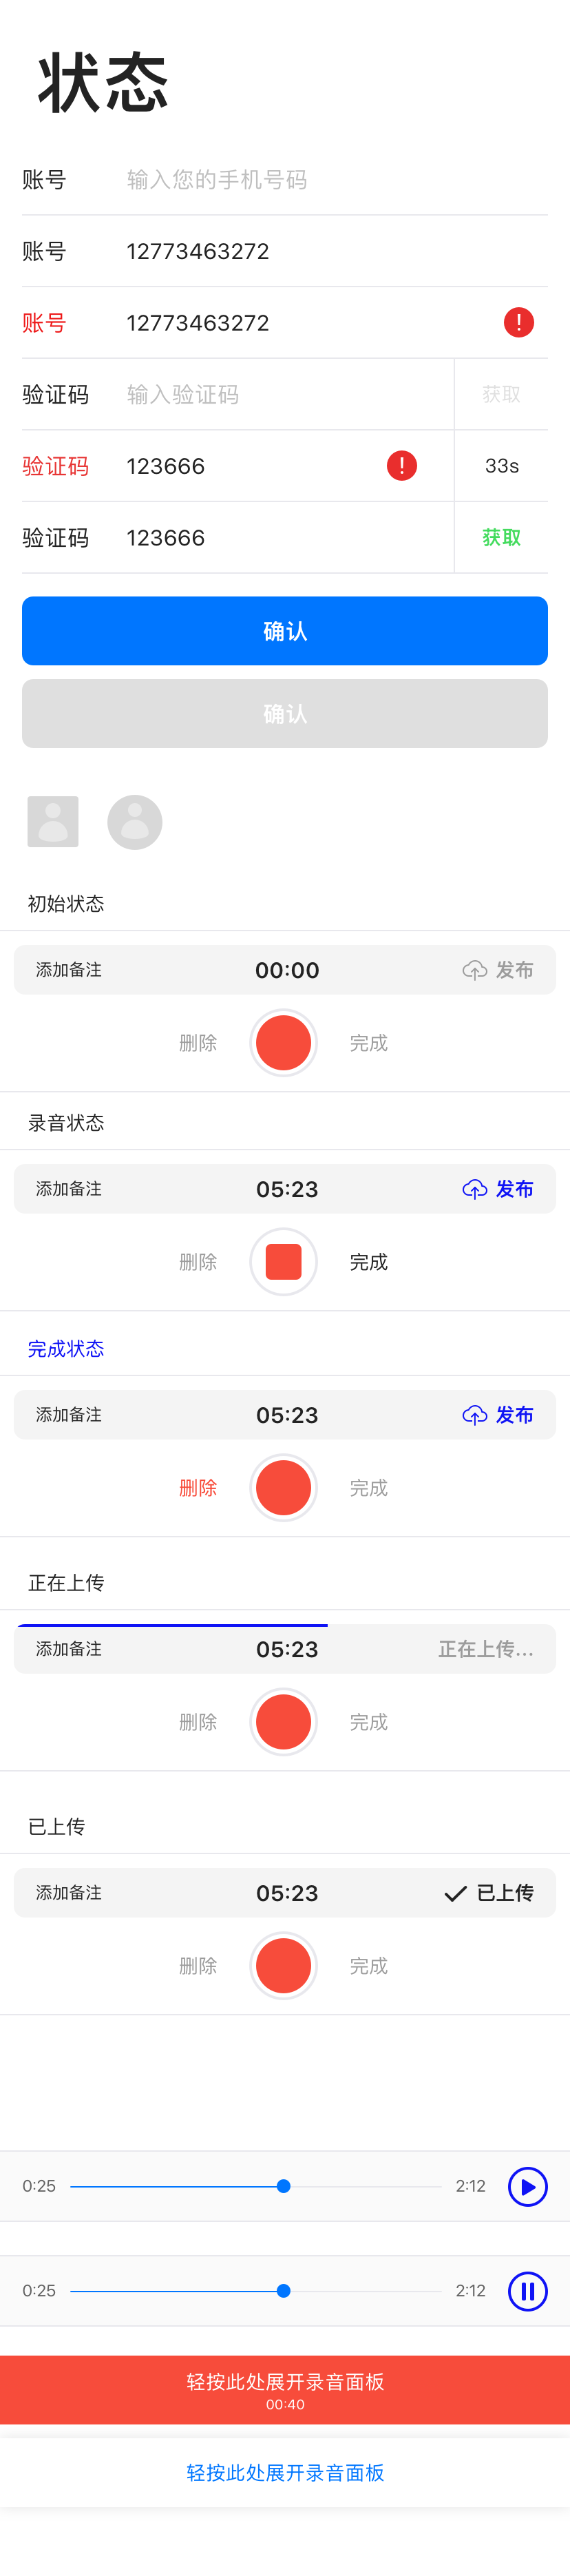 状态
账号 输入您的手机号码
账号 12773463272
账号 12773463272 !
验证码 输入验证码 获取
验证码 123666 ! 33s
验证码 123666 获取
确认
确认
初始状态
添加备注 00:00 发布
删除 完成
录音状态
添加备注 05:23 发布
删除 完成
完成状态
添加备注 05:23 发布
删除 完成
正在上传
添加备注 05:23 正在上传...
删除 完成
已上传
添加备注 05:23 已上传
删除 完成
0:25 2:12
0:25 2:12
轻按此处展开录音面板
00:40
轻按此处展开录音面板